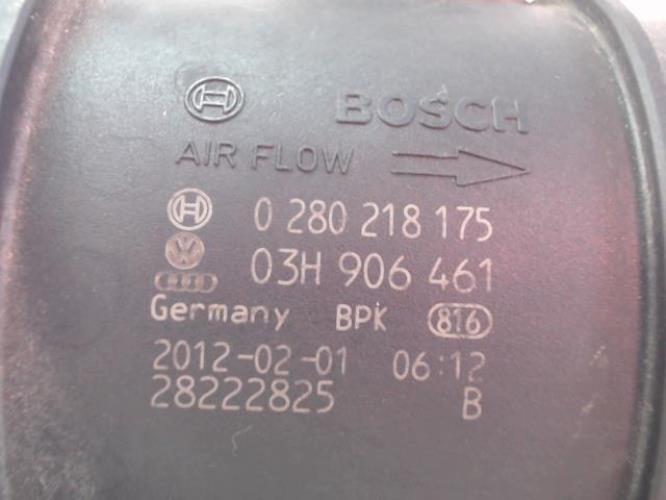 BOSCH
AIR FLOW
0 280 218 175
03H 906 461
Germany BPK 816
2012-02-01 06:12
28222825 B